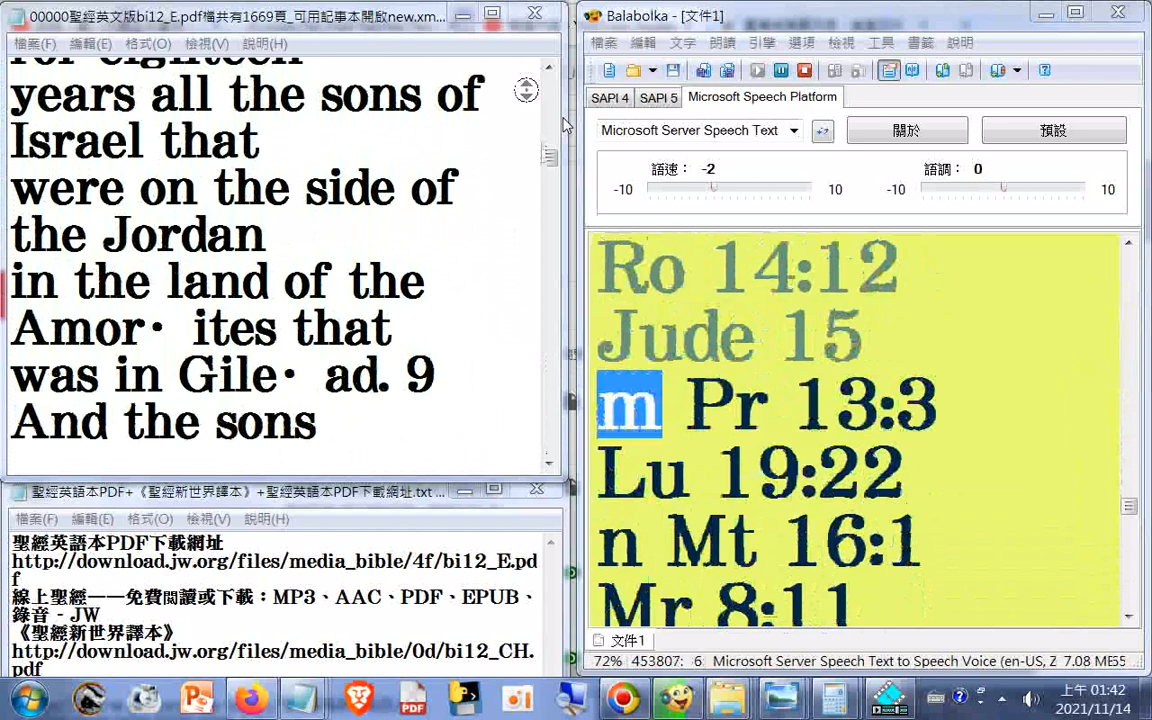 00000聖經英文版bi12_E.pdf檔共有1669頁_可用記事本開啟new.xm...
檔案(F) 編輯(E) 格式(O) 檢視(V) 說明(H)
For eighteen
years all the sons of
Israel that
were on the side of
the Jordan
in the land of the
Amor· ites that
was in Gile· ad. 9
And the sons
聖經英語本PDF+《聖經新世界譯本》+聖經英語本PDF下載網址.txt ...
檔案(F) 編輯(E) 格式(O) 檢視(V) 說明(H)
聖經英語本PDF下載網址
http://download.jw.org/files/media_bible/4f/bi12_E.pd
f
線上聖經——免費閱讀或下載：MP3、AAC、PDF、EPUB、
錄音 - JW
《聖經新世界譯本》
http://download.jw.org/files/media_bible/0d/bi12_CH.
pdf
Balabolka - [文件1]
檔案 編輯 文字 朗讀 引擎 選項 檢視 工具 書籤 說明
SAPI 4 SAPI 5 Microsoft Speech Platform
Microsoft Server Speech Text 關於 預設
語速： -2 語調： 0
-10 10 -10 10
Ro 14:12
Jude 15
m Pr 13:3
Lu 19:22
n Mt 16:1
Mr 8:11
文件1
72% 453807: 6 Microsoft Server Speech Text to Speech Voice (en-US, Z 7.08 ME55
上午 01:42
2021/11/14